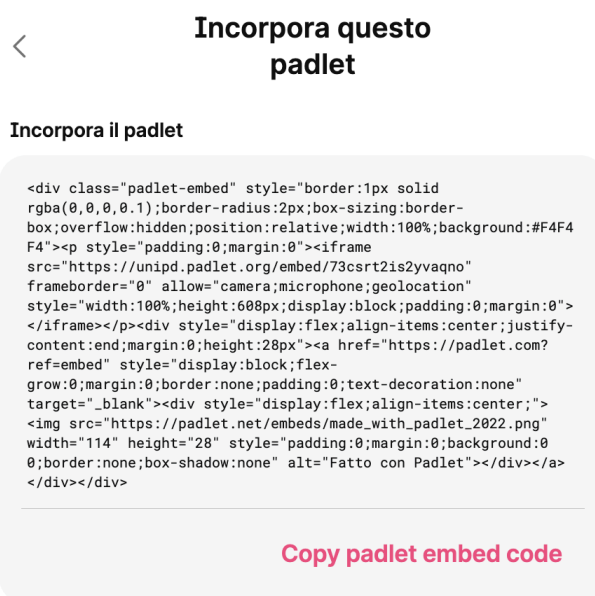 Incorpora questo
padlet
Incorpora il padlet
<div class="padlet-embed" style="border:1px solid
rgba(0,0,0,0.1);border-radius:2px;box-sizing:border-
box;overflow:hidden;position:relative;width:100%;background:#F4F4
F4"><p style="padding:0;margin:0"><iframe
src="https://unipd.padlet.org/embed/73csrt2is2yvaqno"
frameborder="0" allow="camera;microphone;geolocation"
style="width:100%;height:608px;display:block;padding:0;margin:0">
</iframe></p><div style="display:flex;align-items:center;justify-
content:end;margin:0;height:28px"><a href="https://padlet.com?
ref=embed" style="display:block;flex-
grow:0;margin:0;border:none;padding:0;text-decoration:none"
target="_blank"><div style="display:flex;align-items:center;">
<img src="https://padlet.net/embeds/made_with_padlet_2022.png"
width="114" height="28" style="padding:0;margin:0;background:0
0;border:none;box-shadow:none" alt="Fatto con Padlet"></div></a>
</div></div>
Copy padlet embed code